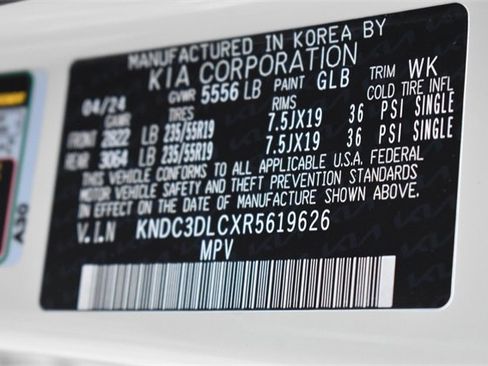 MANUFACTURED IN KOREA BY
KIA CORPORATION
04/24 GVWR 5556 LB PAINT GLB TRIM WK
GAWR TIRES RIMS COLD TIRE INFL
FRONT 2822 LB 235/55R19 7.5JX19 36 PSI SINGLE
REAR 3064 LB 235/55R19 7.5JX19 36 PSI SINGLE
THIS VEHICLE CONFORMS TO ALL APPLICABLE U.S.A. FEDERAL
MOTOR VEHICLE SAFETY AND THEFT PREVENTION STANDARDS
IN EFFECT ON THE DATE OF MANUFACTURE SHOWN ABOVE.
V.I.N KNDC3DLCXR5619626
MPV
A30